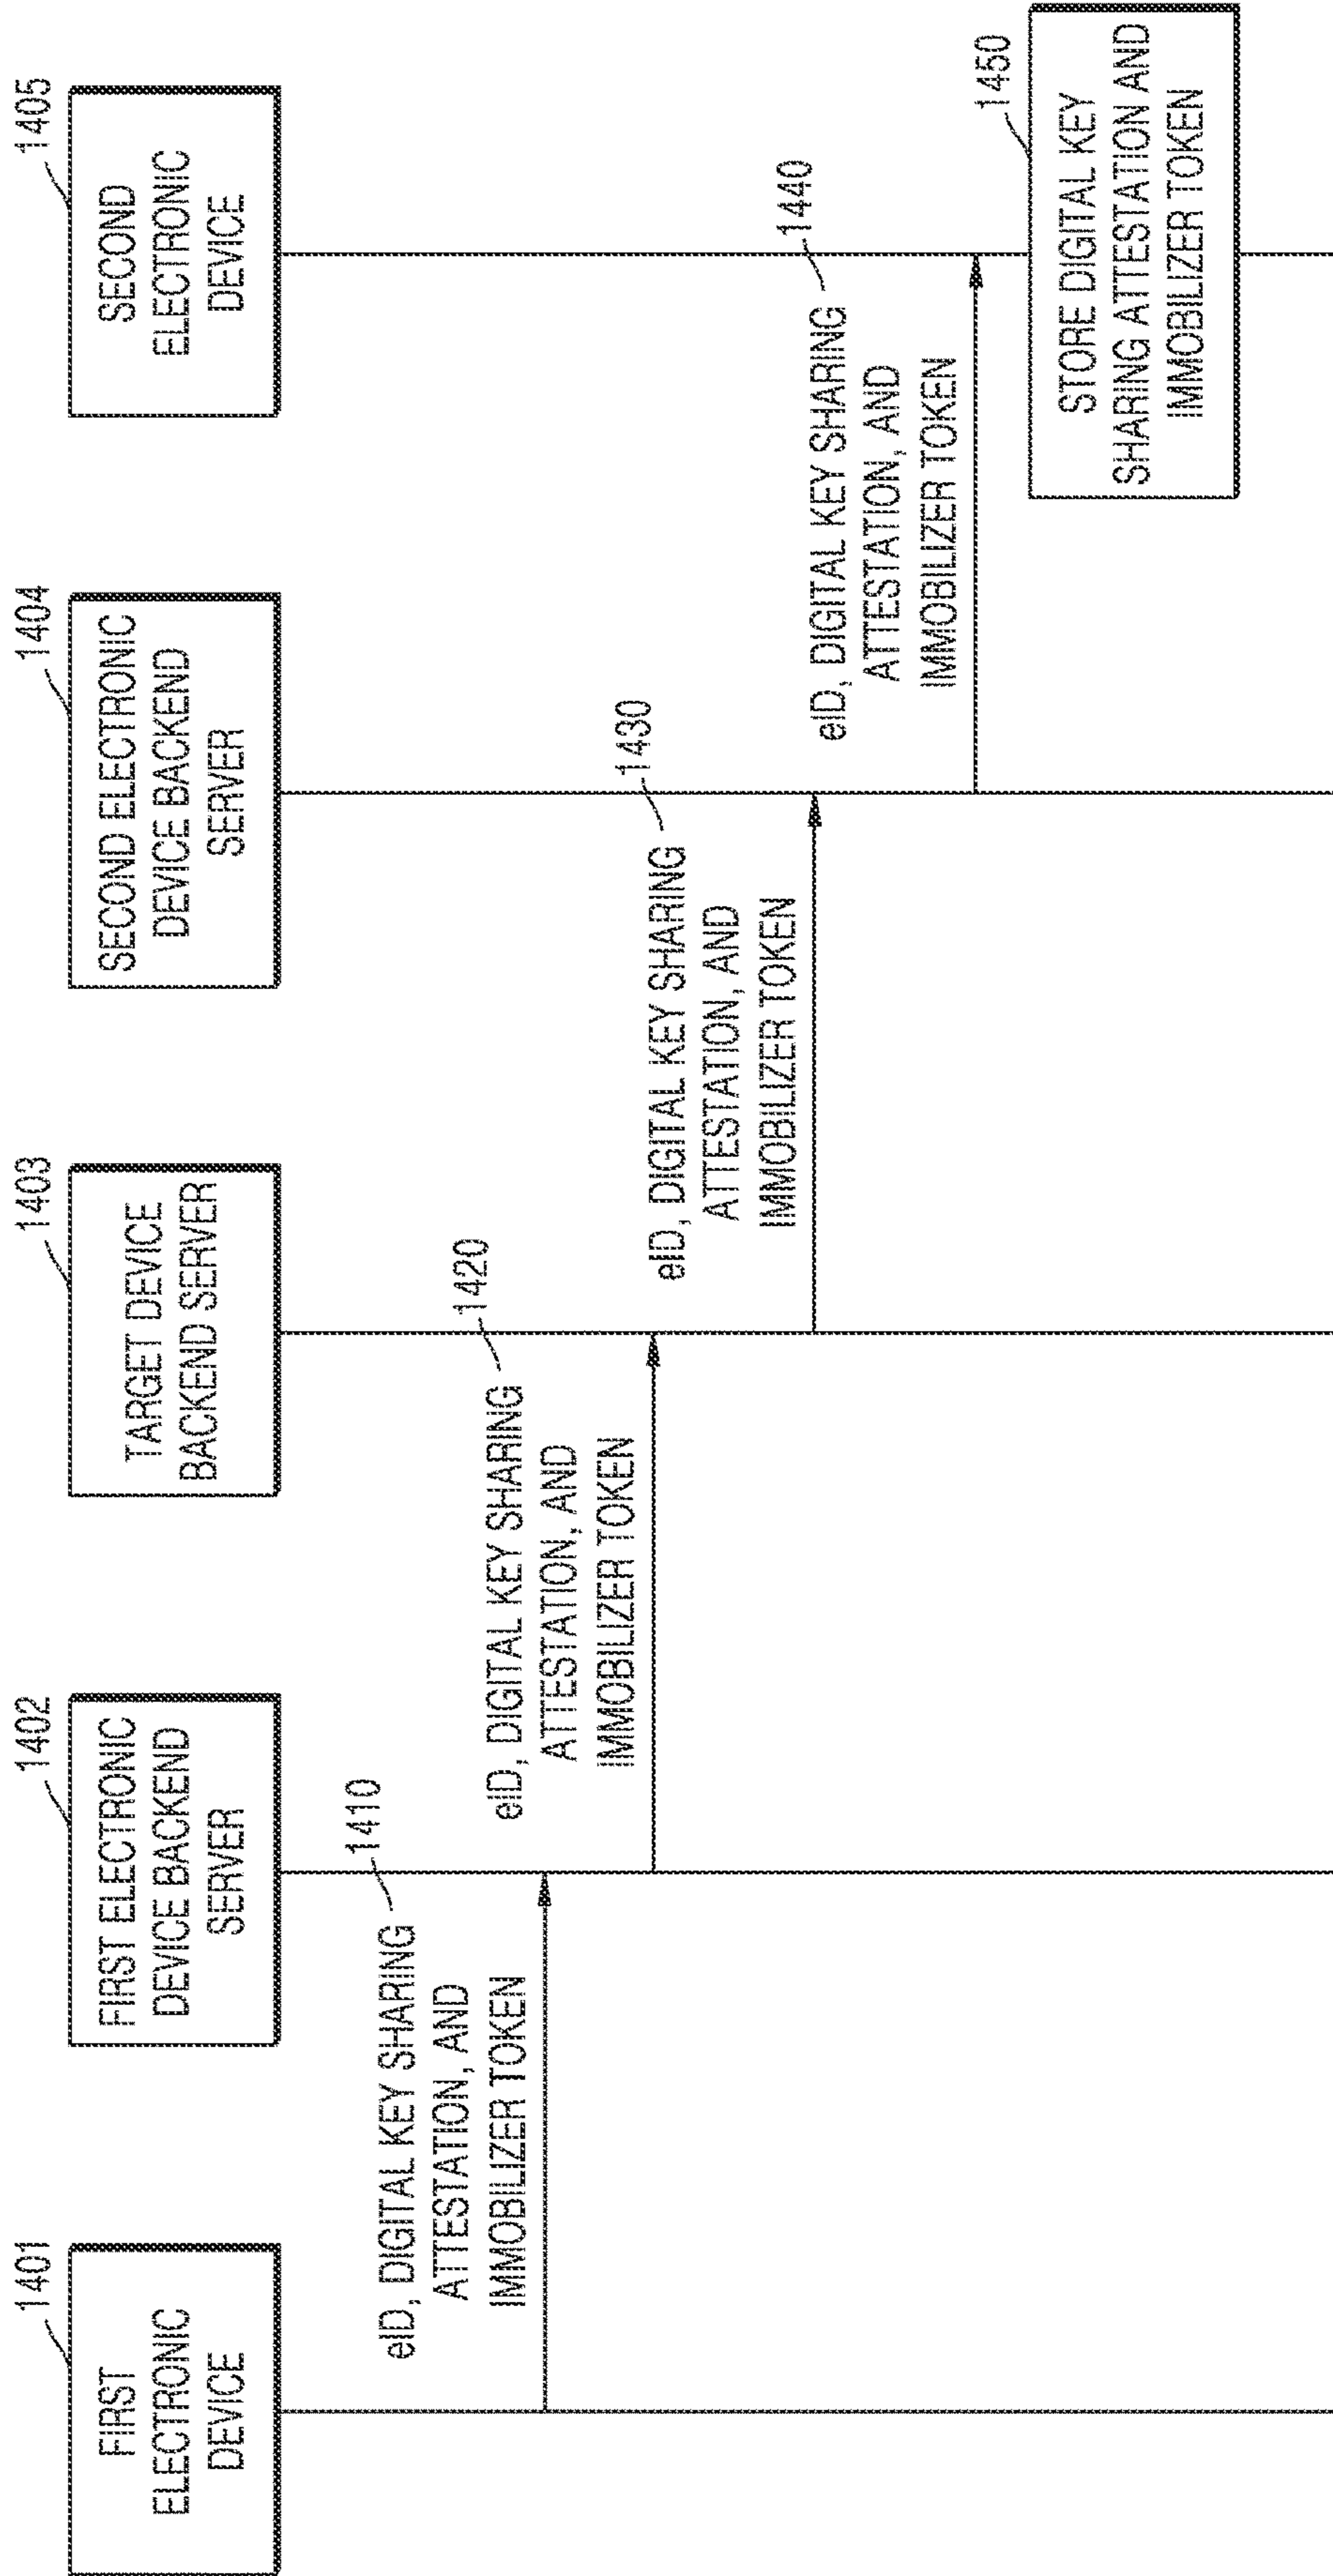 1401
FIRST
ELECTRONIC
DEVICE
1402
FIRST ELECTRONIC
DEVICE BACKEND
SERVER
1403
TARGET DEVICE
BACKEND SERVER
1404
SECOND ELECTRONIC
DEVICE BACKEND
SERVER
1405
SECOND
ELECTRONIC
DEVICE
1410
eID, DIGITAL KEY SHARING
ATTESTATION, AND
IMMOBILIZER TOKEN
1420
eID, DIGITAL KEY SHARING
ATTESTATION, AND
IMMOBILIZER TOKEN
1430
eID, DIGITAL KEY SHARING
ATTESTATION, AND
IMMOBILIZER TOKEN
1440
eID, DIGITAL KEY SHARING
ATTESTATION, AND
IMMOBILIZER TOKEN
1450
STORE DIGITAL KEY
SHARING ATTESTATION AND
IMMOBILIZER TOKEN